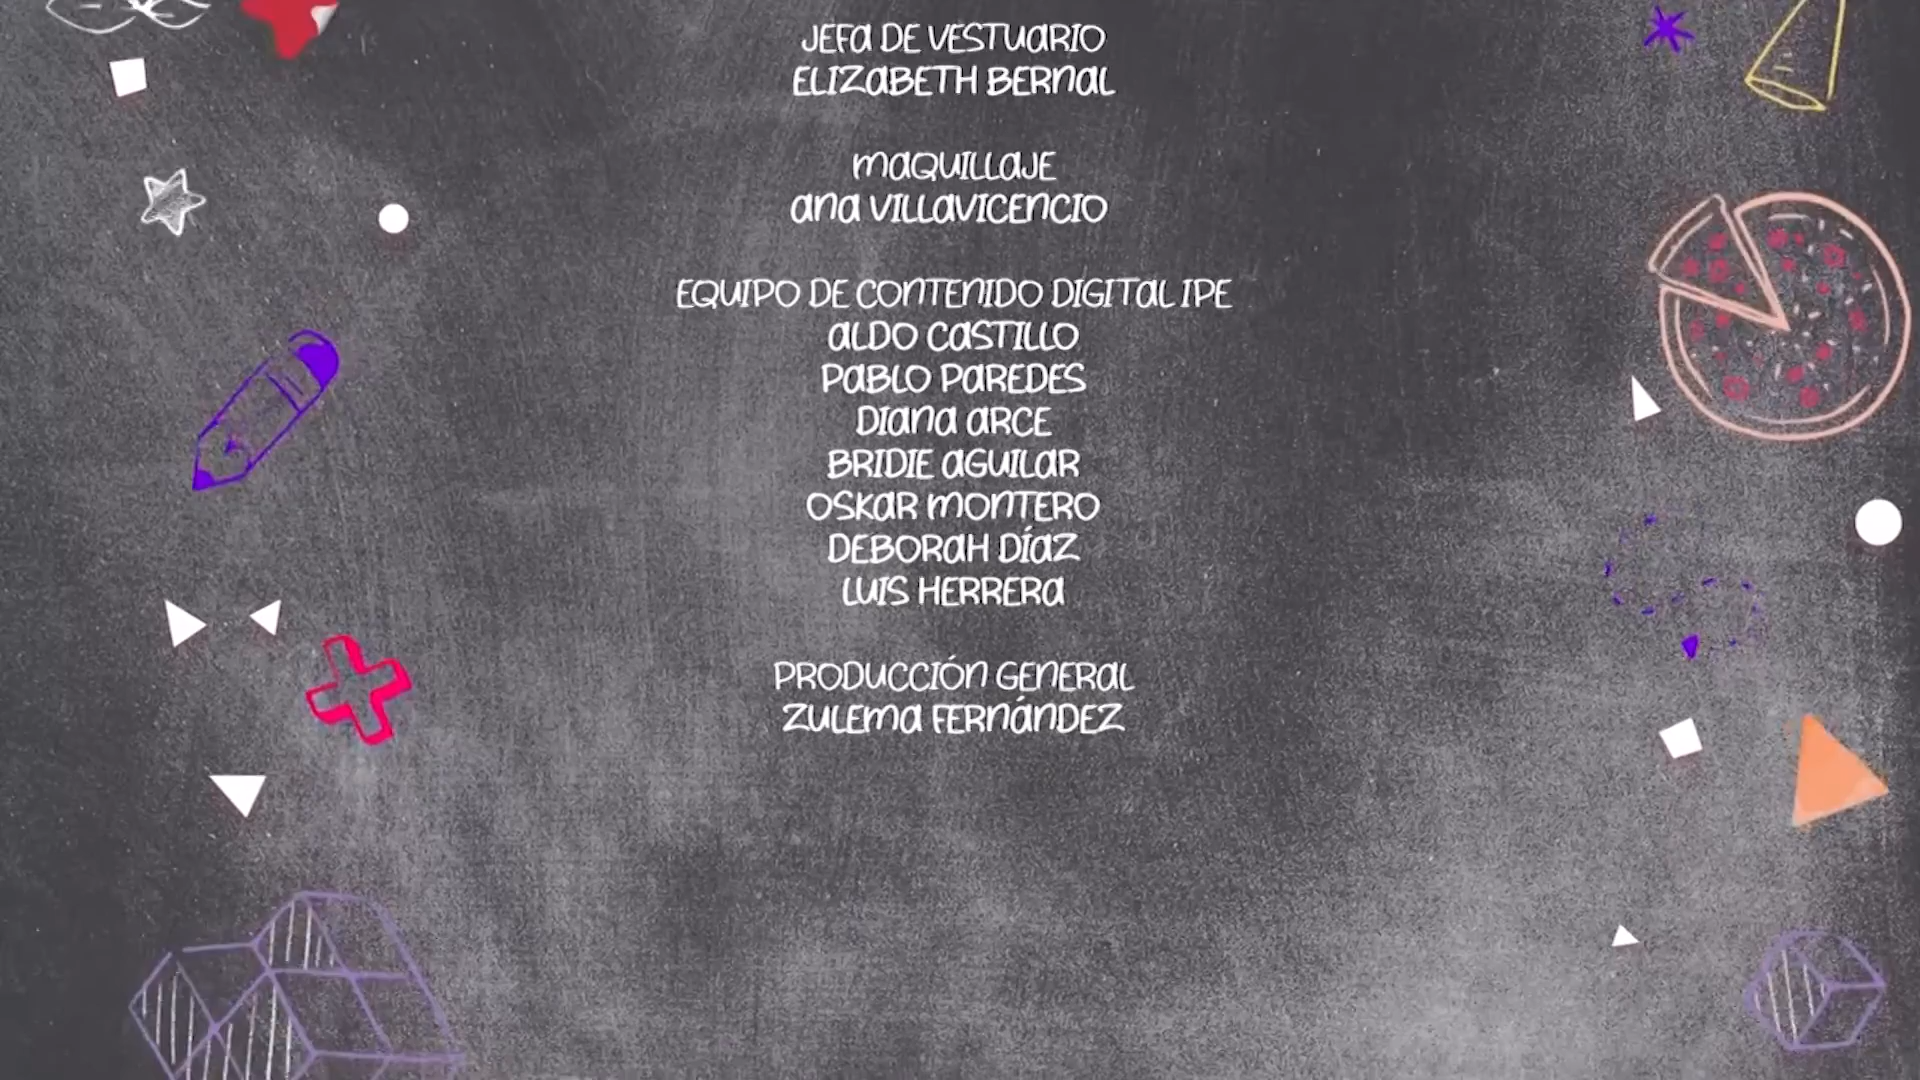 JEFA DE VESTUARIO
ELIZABETH BERNAL
MAQUILLAJE
ANA VILLAVICENCIO
EQUIPO DE CONTENIDO DIGITAL IPE
ALDO CASTILLO
PABLO PAREDES
DIANA ARCE
BRIDIE AGUILAR
OSKAR MONTERO
DEBORAH DÍAZ
LUIS HERRERA
PRODUCCIÓN GENERAL
ZULEMA FERNÁNDEZ